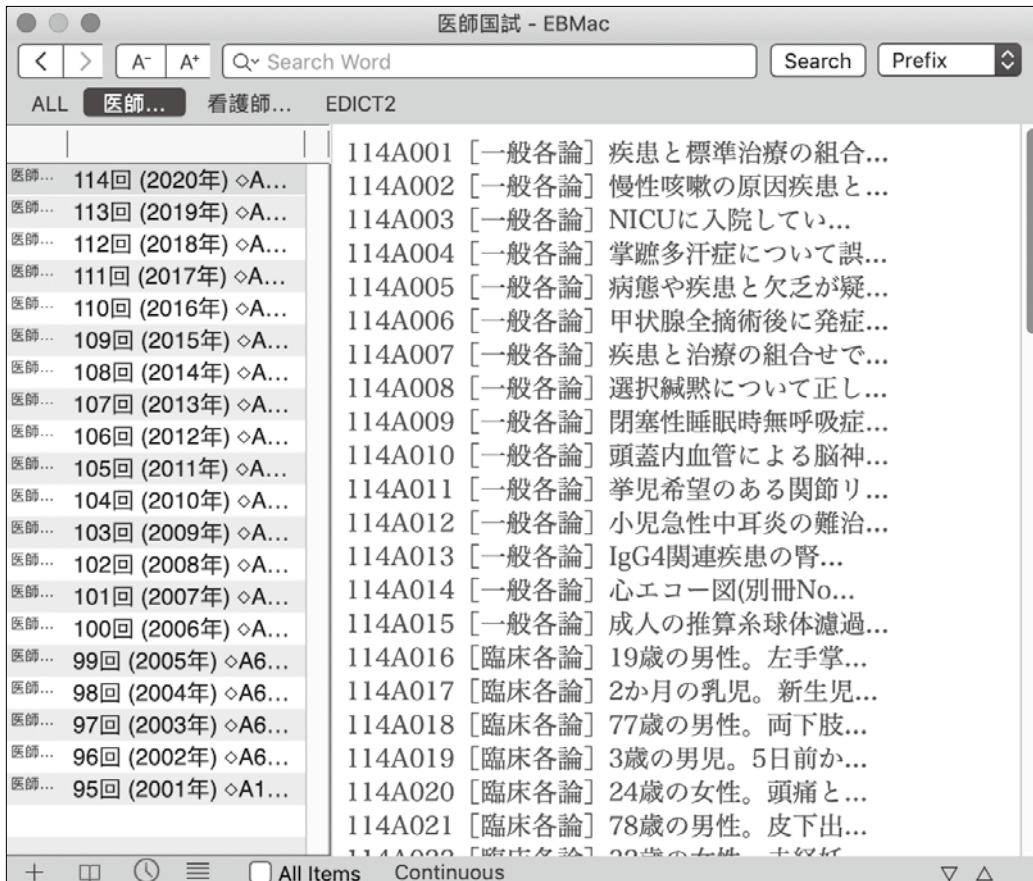 医師国試 - EBMac
A- A+ Search Word Search Prefix
ALL 医師... 看護師... EDICT2
医師... 114回 (2020年) ◇A...
医師... 113回 (2019年) ◇A...
医師... 112回 (2018年) ◇A...
医師... 111回 (2017年) ◇A...
医師... 110回 (2016年) ◇A...
医師... 109回 (2015年) ◇A...
医師... 108回 (2014年) ◇A...
医師... 107回 (2013年) ◇A...
医師... 106回 (2012年) ◇A...
医師... 105回 (2011年) ◇A...
医師... 104回 (2010年) ◇A...
医師... 103回 (2009年) ◇A...
医師... 102回 (2008年) ◇A...
医師... 101回 (2007年) ◇A...
医師... 100回 (2006年) ◇A...
医師... 99回 (2005年) ◇A6...
医師... 98回 (2004年) ◇A6...
医師... 97回 (2003年) ◇A6...
医師... 96回 (2002年) ◇A6...
医師... 95回 (2001年) ◇A1...
114A001［一般各論］疾患と標準治療の組合...
114A002［一般各論］慢性咳嗽の原因疾患と...
114A003［一般各論］NICUに入院してい...
114A004［一般各論］掌蹠多汗症について誤...
114A005［一般各論］病態や疾患と欠乏が疑...
114A006［一般各論］甲状腺全摘術後に発症...
114A007［一般各論］疾患と治療の組合せで...
114A008［一般各論］選択緘黙について正し...
114A009［一般各論］閉塞性睡眠時無呼吸症...
114A010［一般各論］頭蓋内血管による脳神...
114A011［一般各論］挙児希望のある関節リ...
114A012［一般各論］小児急性中耳炎の難治...
114A013［一般各論］IgG4関連疾患の腎...
114A014［一般各論］心エコー図(別冊No...
114A015［一般各論］成人の推算糸球体濾過...
114A016［臨床各論］19歳の男性。左手掌...
114A017［臨床各論］2か月の乳児。新生児...
114A018［臨床各論］77歳の男性。両下肢...
114A019［臨床各論］3歳の男児。5日前か...
114A020［臨床各論］24歳の女性。頭痛と...
114A021［臨床各論］78歳の男性。皮下出...
All Items Continuous